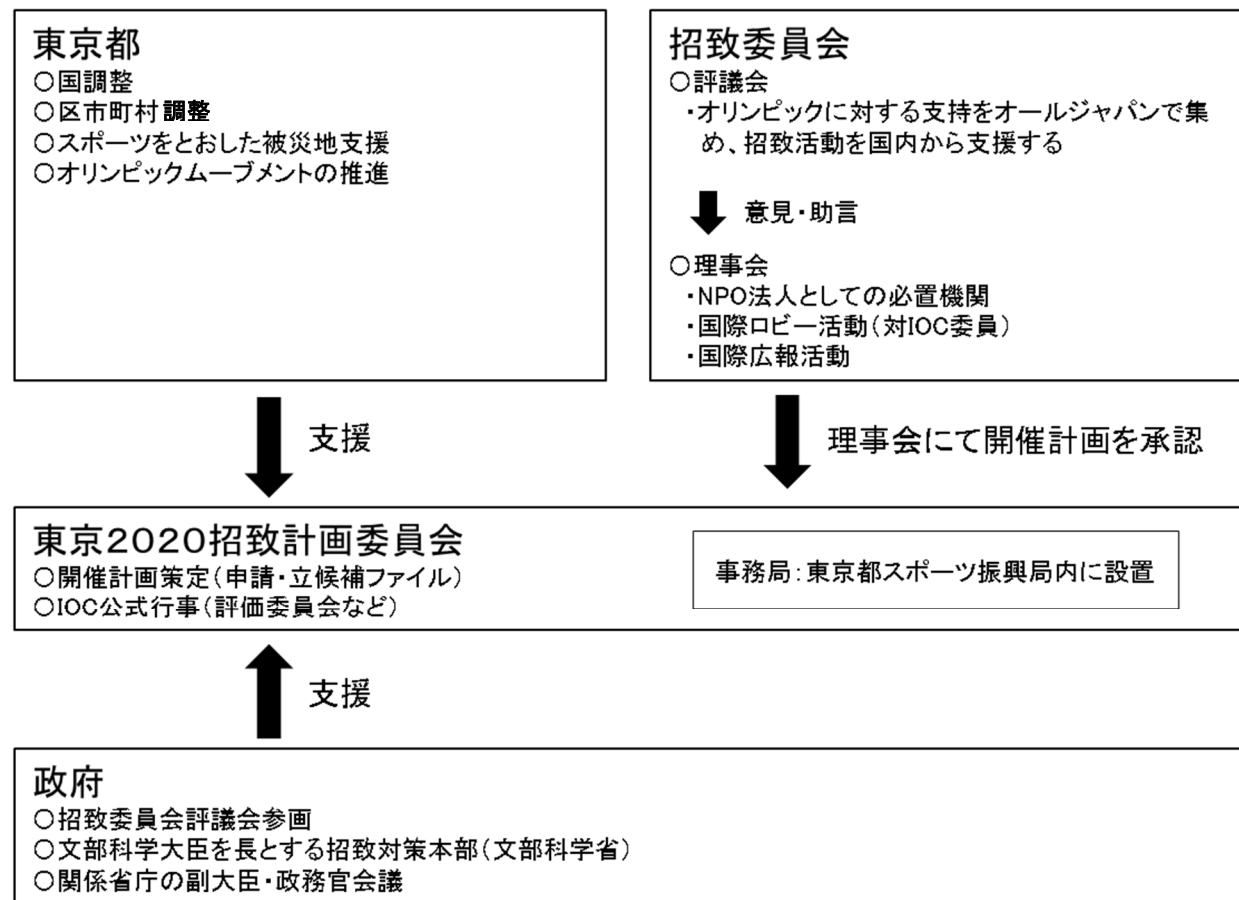 東京都
○国調整
○区市町村調整
○スポーツをとおした被災地支援
○オリンピックムーブメントの推進
招致委員会
○評議会
・オリンピックに対する支持をオールジャパンで集
め、招致活動を国内から支援する
意見・助言
○理事会
・NPO法人としての必置機関
・国際ロビー活動(対IOC委員)
・国際広報活動
支援
理事会にて開催計画を承認
東京2020招致計画委員会
○開催計画策定(申請・立候補ファイル)
○IOC公式行事(評価委員会など)
事務局:東京都スポーツ振興局内に設置
支援
政府
○招致委員会評議会参画
○文部科学大臣を長とする招致対策本部(文部科学省)
○関係省庁の副大臣・政務官会議